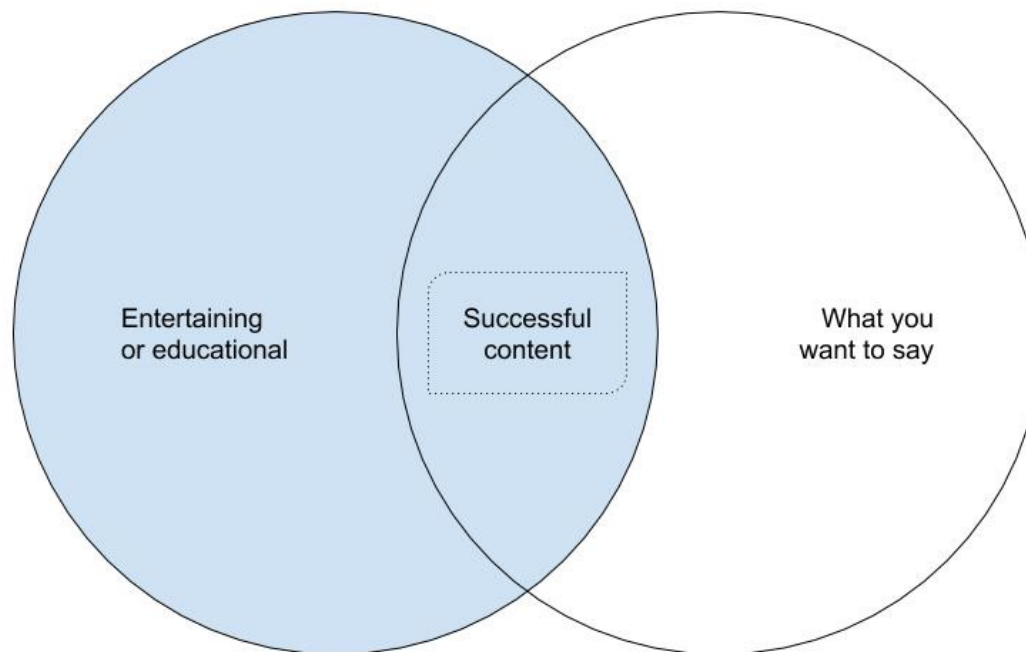 Entertaining
or educational
Successful
content
What you
want to say